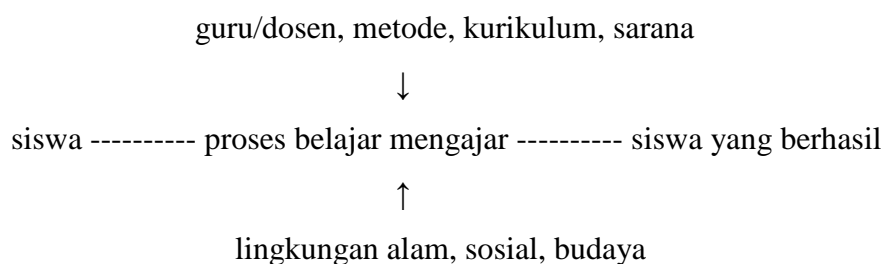 guru/dosen, metode, kurikulum, sarana
↓
siswa ---------- proses belajar mengajar ---------- siswa yang berhasil
↑
lingkungan alam, sosial, budaya